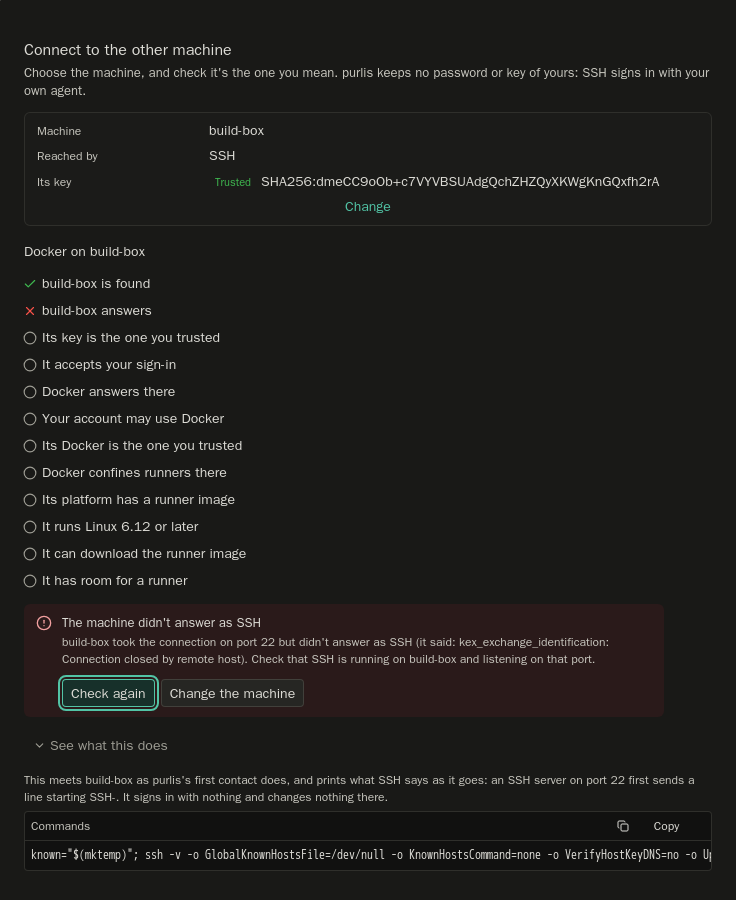 Connect to the other machine
Choose the machine, and check it's the one you mean. purlis keeps no password or key of yours: SSH signs in with your
own agent.
Machine build-box
Reached by SSH
Its key Trusted SHA256:dmeCC9oOb+c7VYVBSUAdgQchZHZQyXKWgKnGQxfh2rA
Change
Docker on build-box
build-box is found
build-box answers
Its key is the one you trusted
It accepts your sign-in
Docker answers there
Your account may use Docker
Its Docker is the one you trusted
Docker confines runners there
Its platform has a runner image
It runs Linux 6.12 or later
It can download the runner image
It has room for a runner
The machine didn't answer as SSH
build-box took the connection on port 22 but didn't answer as SSH (it said: kex_exchange_identification:
Connection closed by remote host). Check that SSH is running on build-box and listening on that port.
Check again Change the machine
See what this does
This meets build-box as purlis's first contact does, and prints what SSH says as it goes: an SSH server on port 22 first sends a
line starting SSH-. It signs in with nothing and changes nothing there.
Commands Copy
known="$(mktemp)"; ssh -v -o GlobalKnownHostsFile=/dev/null -o KnownHostsCommand=none -o VerifyHostKeyDNS=no -o Up